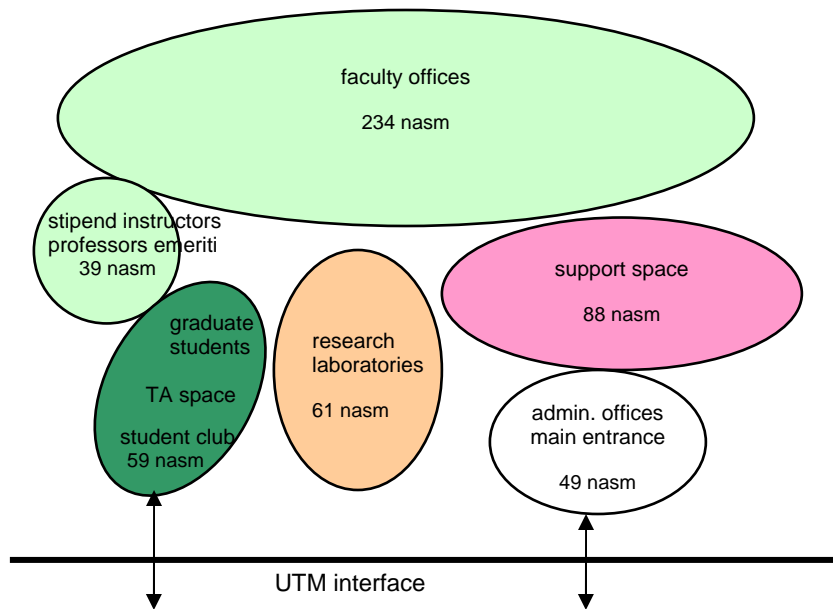 faculty offices
234 nasm
stipend instructors
professors emeriti
39 nasm
graduate
students
TA space
student club
59 nasm
research
laboratories
61 nasm
support space
88 nasm
admin. offices
main entrance
49 nasm
UTM interface